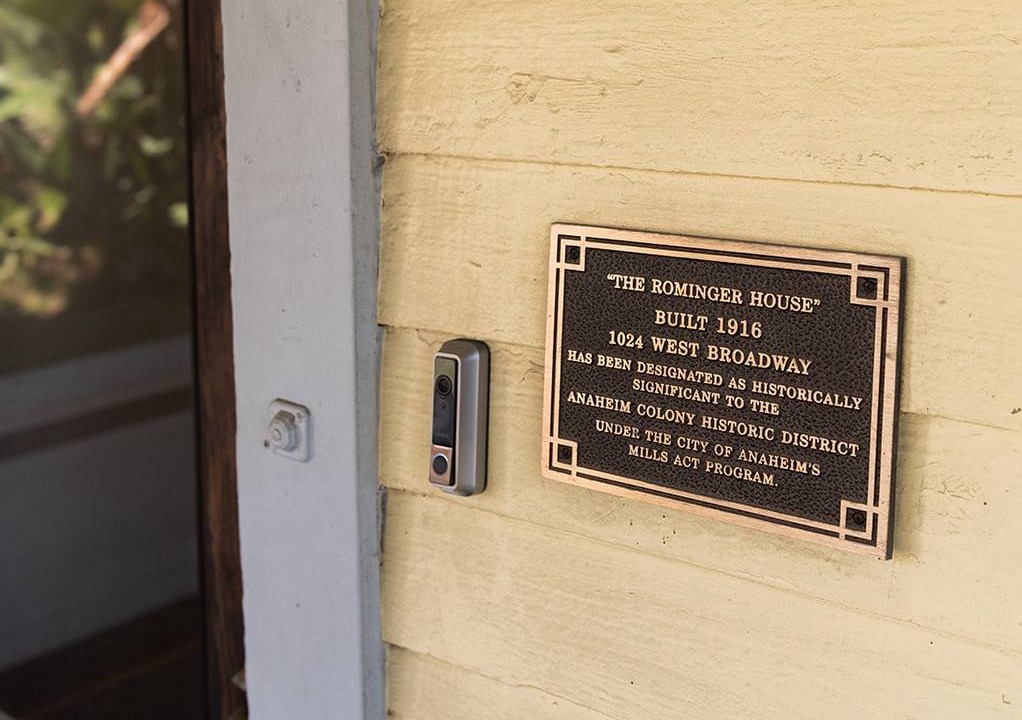 "THE ROMINGER HOUSE"
BUILT 1916
1024 WEST BROADWAY
HAS BEEN DESIGNATED AS HISTORICALLY
SIGNIFICANT TO THE
ANAHEIM COLONY HISTORIC DISTRICT
UNDER THE CITY OF ANAHEIM'S
MILLS ACT PROGRAM.